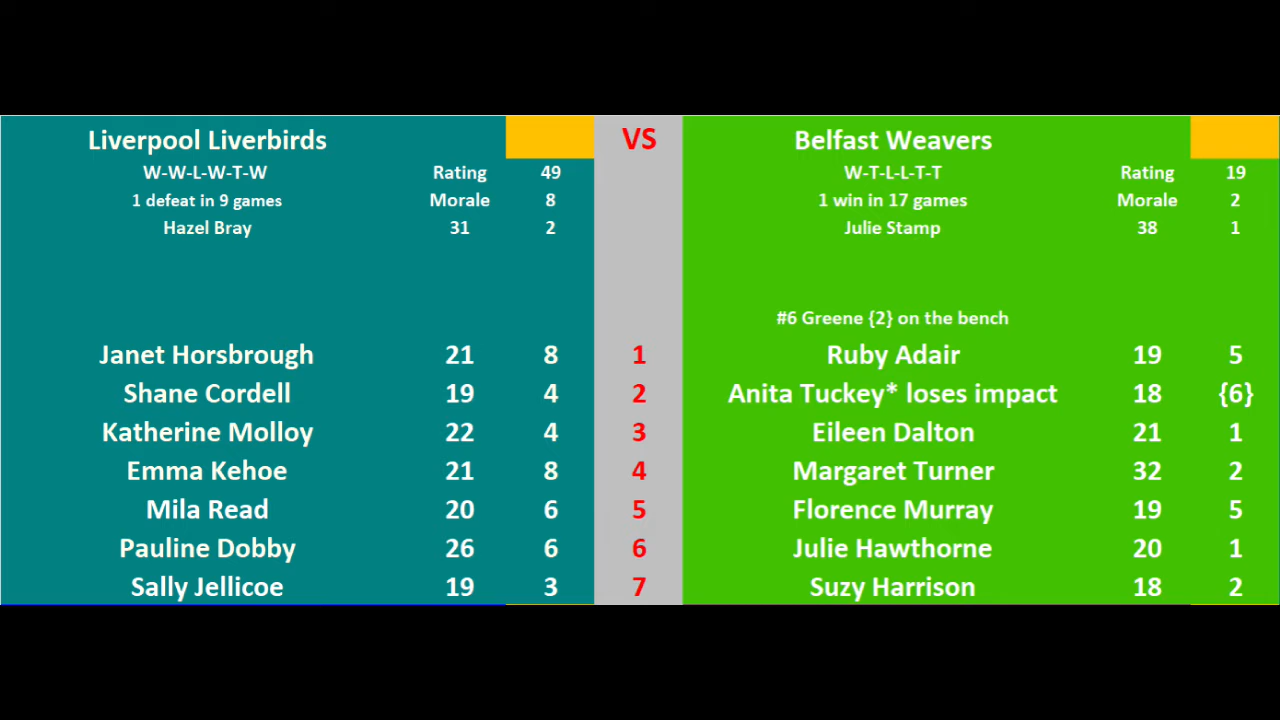 Liverpool Liverbirds VS Belfast Weavers
W-W-L-W-T-W Rating 49 W-T-L-L-T-T Rating 19
1 defeat in 9 games Morale 8 1 win in 17 games Morale 2
Hazel Bray 31 2 Julie Stamp 38 1
#6 Greene {2} on the bench
Janet Horsbrough 21 8 1 Ruby Adair 19 5
Shane Cordell 19 4 2 Anita Tuckey* loses impact 18 {6}
Katherine Molloy 22 4 3 Eileen Dalton 21 1
Emma Kehoe 21 8 4 Margaret Turner 32 2
Mila Read 20 6 5 Florence Murray 19 5
Pauline Dobby 26 6 6 Julie Hawthorne 20 1
Sally Jellicoe 19 3 7 Suzy Harrison 18 2